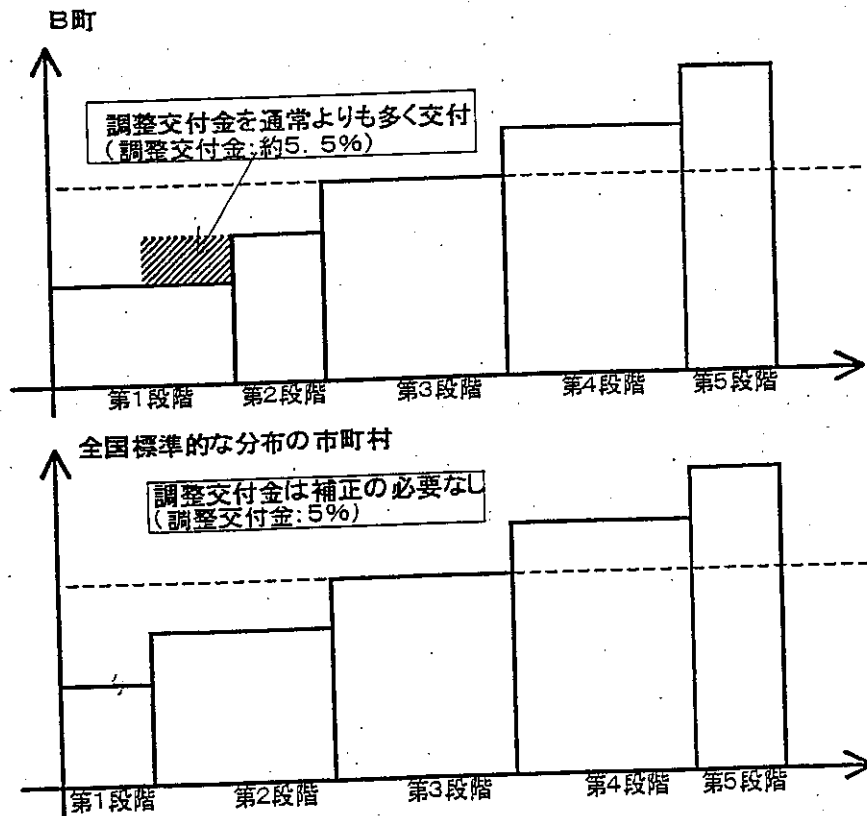 B町
調整交付金を通常よりも多く交付
(調整交付金:約5.5%)
第1段階 第2段階 第3段階 第4段階 第5段階
全国標準的な分布の市町村
調整交付金は補正の必要なし
(調整交付金:5%)
第1段階 第2段階 第3段階 第4段階 第5段階